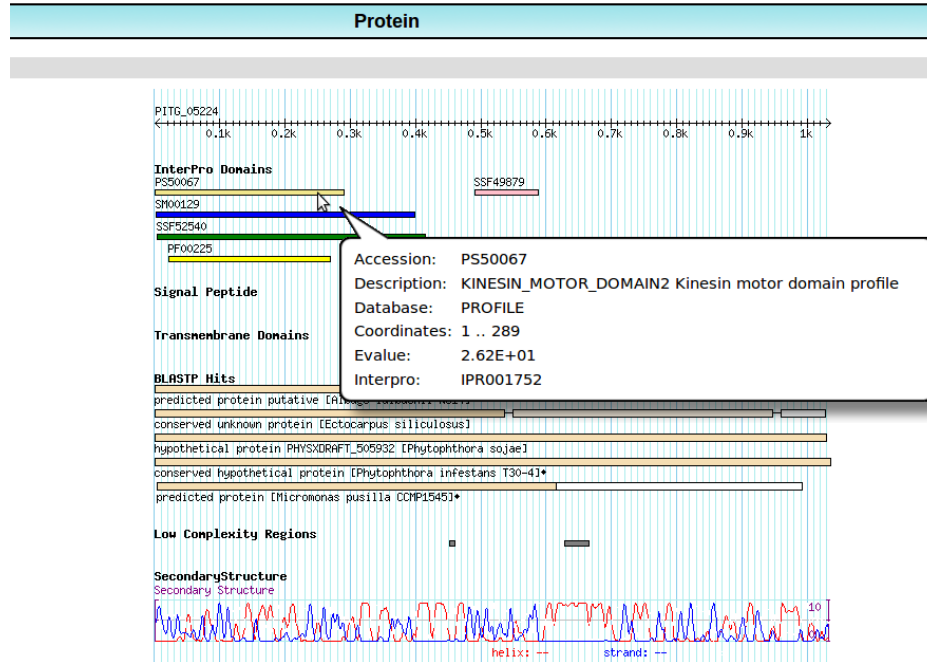 Protein
PITG_05224
0.1k 0.2k 0.3k 0.4k 0.5k 0.6k 0.7k 0.8k 0.9k 1k
InterPro Domains
PS50067 SSF49879
SM00129
SSF52540
PF00225
Accession: PS50067
Description: KINESIN_MOTOR_DOMAIN2 Kinesin motor domain profile
Database: PROFILE
Coordinates: 1 .. 289
Evalue: 2.62E+01
Interpro: IPR001752
Signal Peptide
Transmembrane Domains
BLASTP Hits
predicted protein putative
conserved unknown protein [Ectocarpus siliculosus]
hypothetical protein PHYSXDRAFT_505932 [Phytophthora sojae]
conserved hypothetical protein [Phytophthora infestans T30-4]♦
predicted protein [Micromonas pusilla CCMP1545]♦
Low Complexity Regions
SecondaryStructure
Secondary Structure
10
helix: -- strand: --